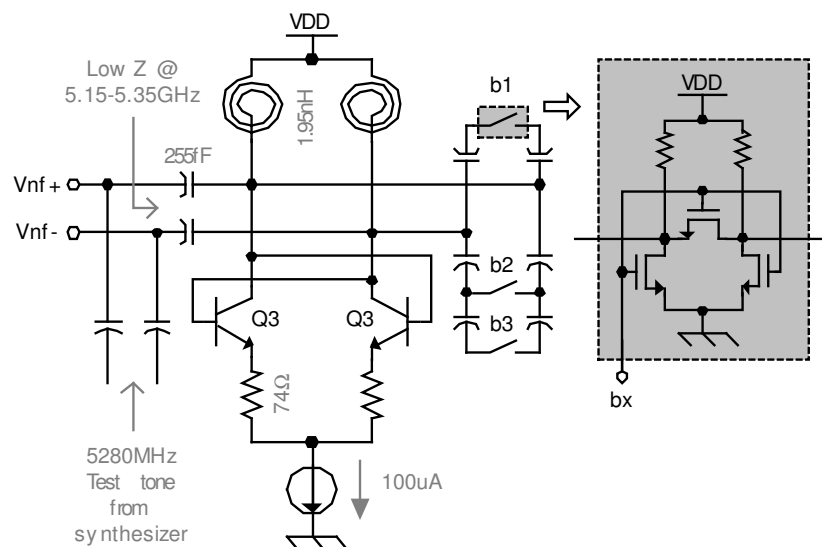 VDD
Low Z @
5.15-5.35GHz
1.95nH
b1
VDD
255fF
Vnf+
Vnf-
b2
Q3
Q3
b3
74Ω
bx
5280MHz
Test tone
from
synthesizer
100uA